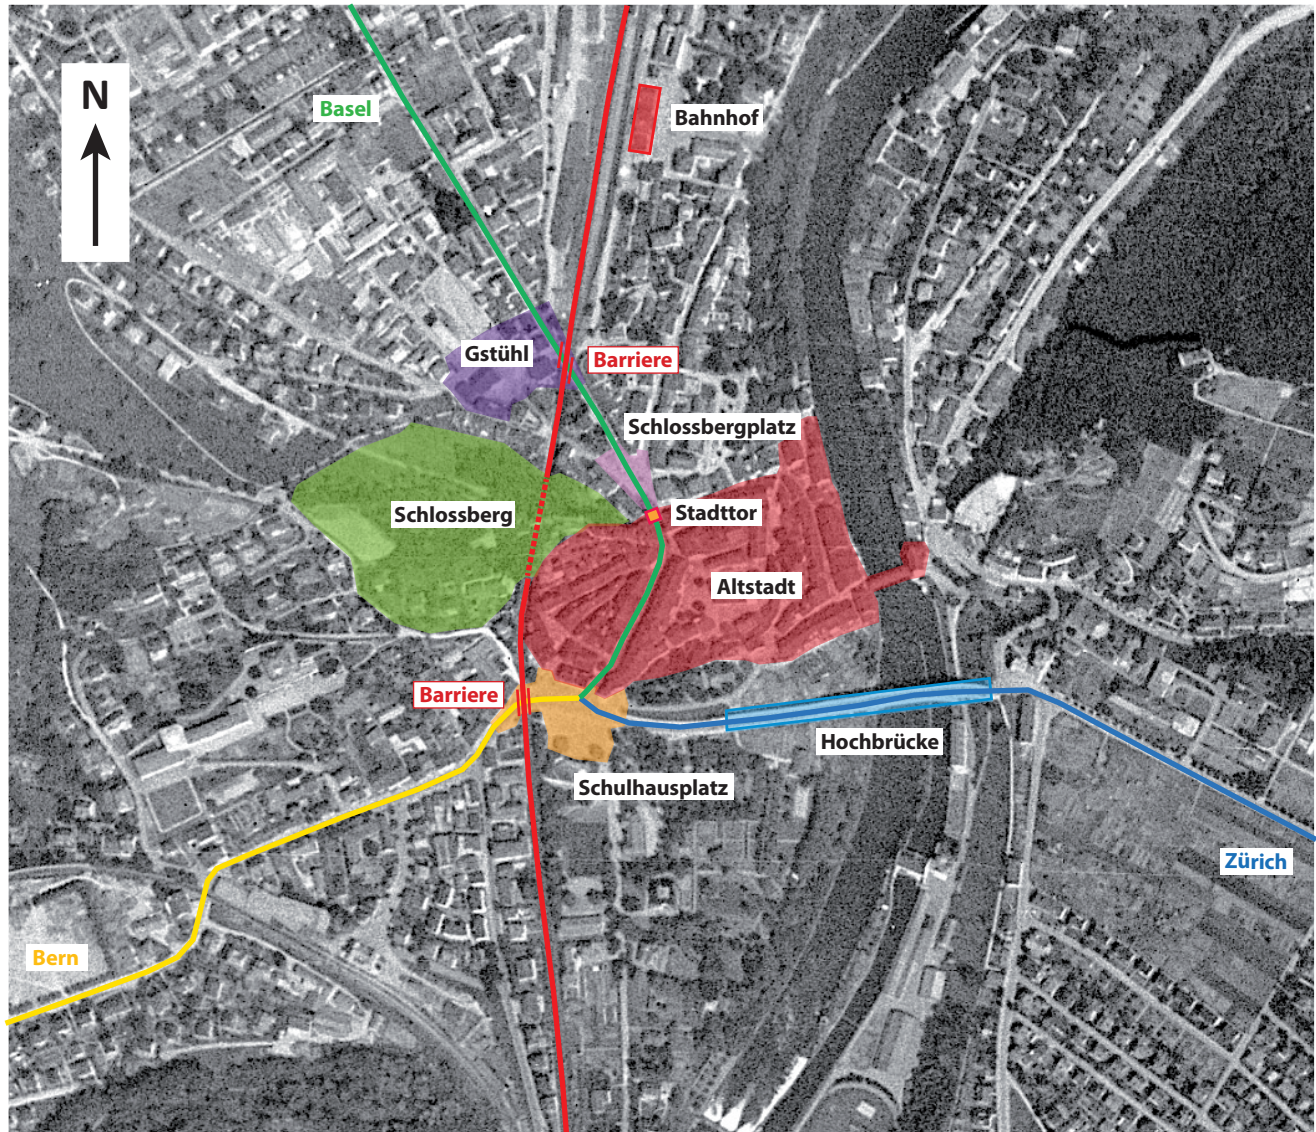 N
Basel
Bahnhof
Gstühl
Barriere
Schlossbergplatz
Schlossberg
Stadttor
Altstadt
Barriere
Hochbrücke
Schulhausplatz
Zürich
Bern